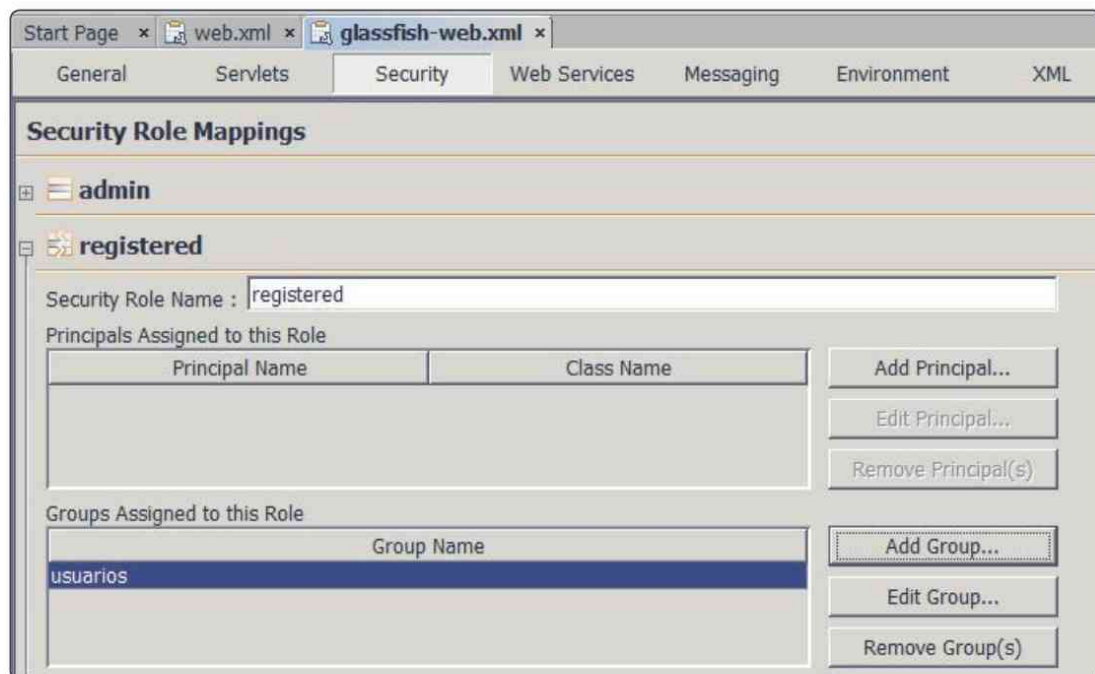 Start Page × web.xml × glassfish-web.xml ×
General Servlets Security Web Services Messaging Environment XML
Security Role Mappings
admin
registered
Security Role Name : registered
Principals Assigned to this Role
Principal Name Class Name
Add Principal...
Edit Principal...
Remove Principal(s)
Groups Assigned to this Role
Group Name
usuarios
Add Group...
Edit Group...
Remove Group(s)